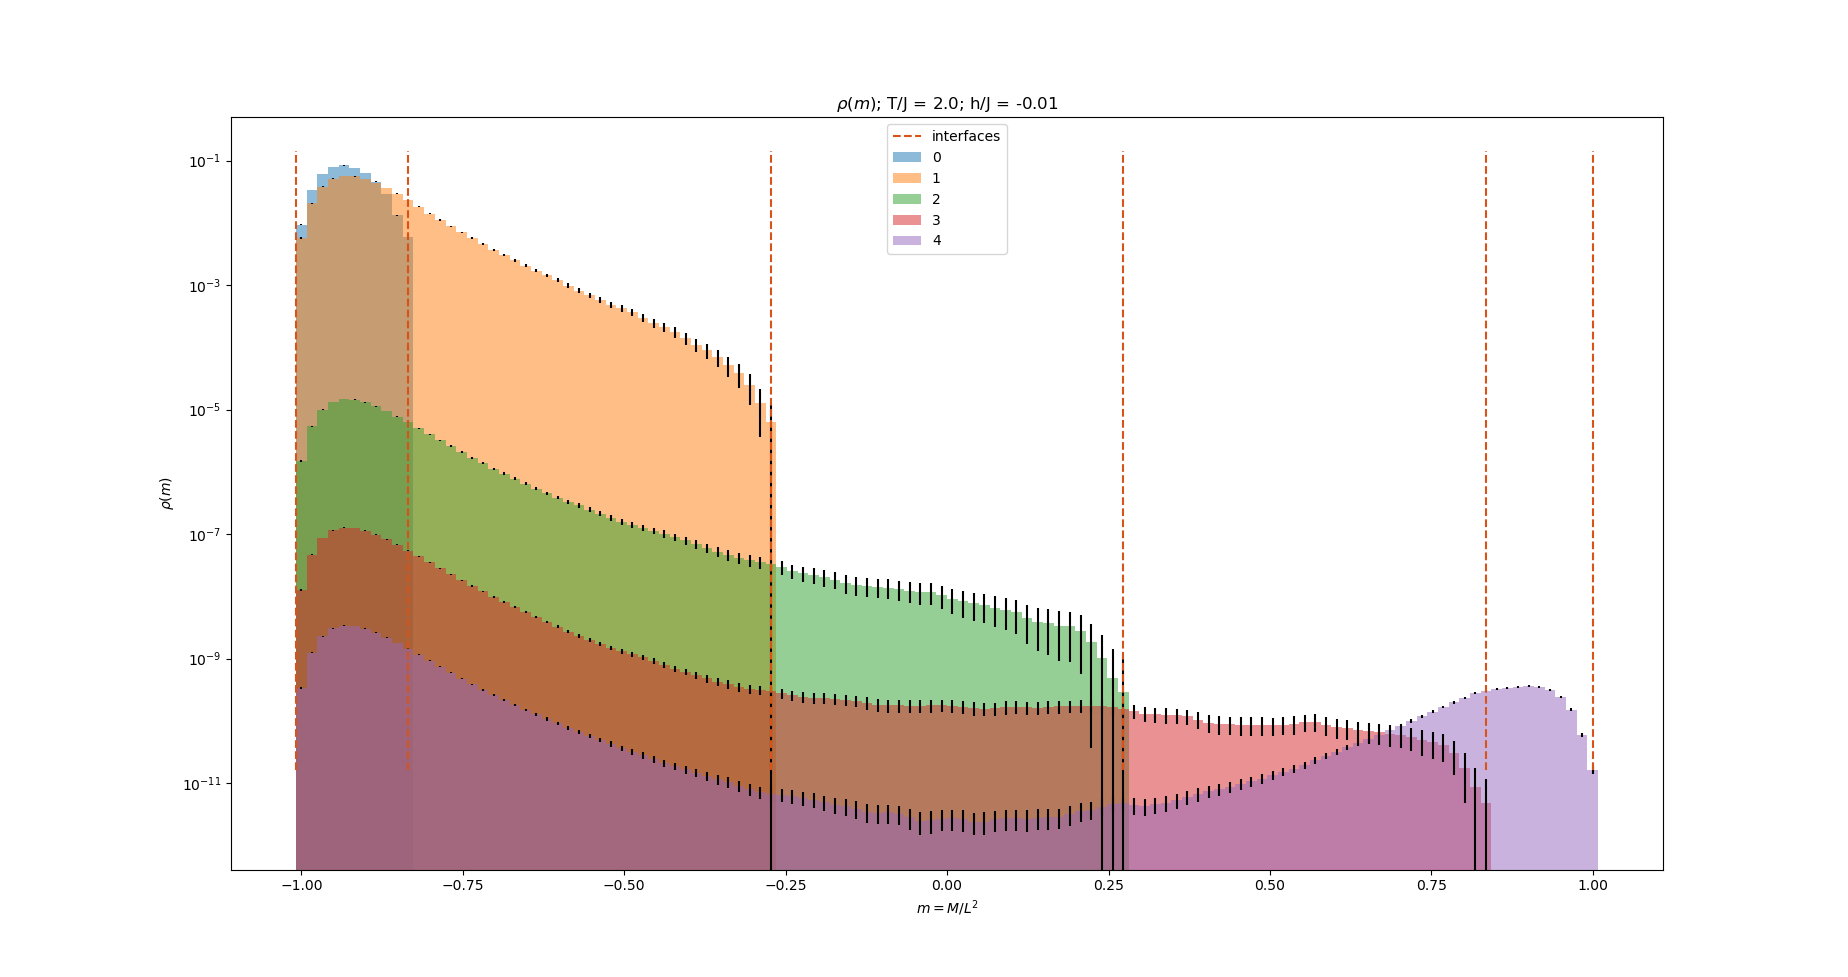 ρ(m); T/J = 2.0; h/J = -0.01
interfaces
0
1
2
3
4
10⁻¹
10⁻³
10⁻⁵
10⁻⁷
10⁻⁹
10⁻¹¹
ρ(m)
−1.00 −0.75 −0.50 −0.25 0.00 0.25 0.50 0.75 1.00
m = M/L²